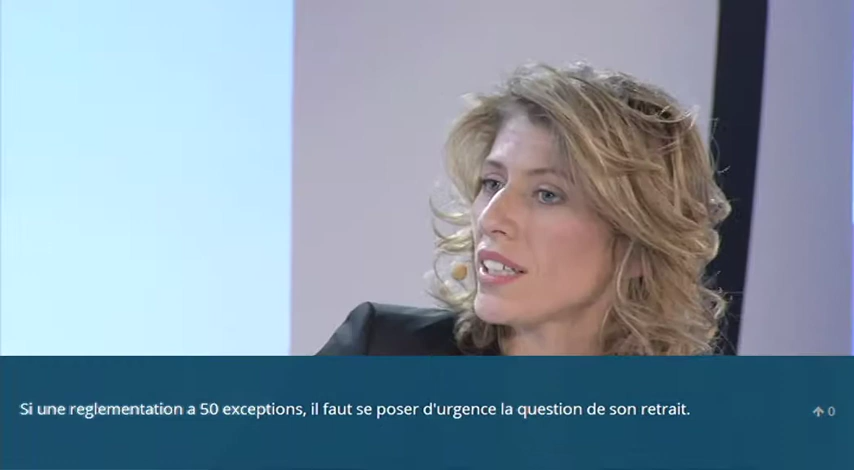 Si une reglementation a 50 exceptions, il faut se poser d'urgence la question de son retrait.
0